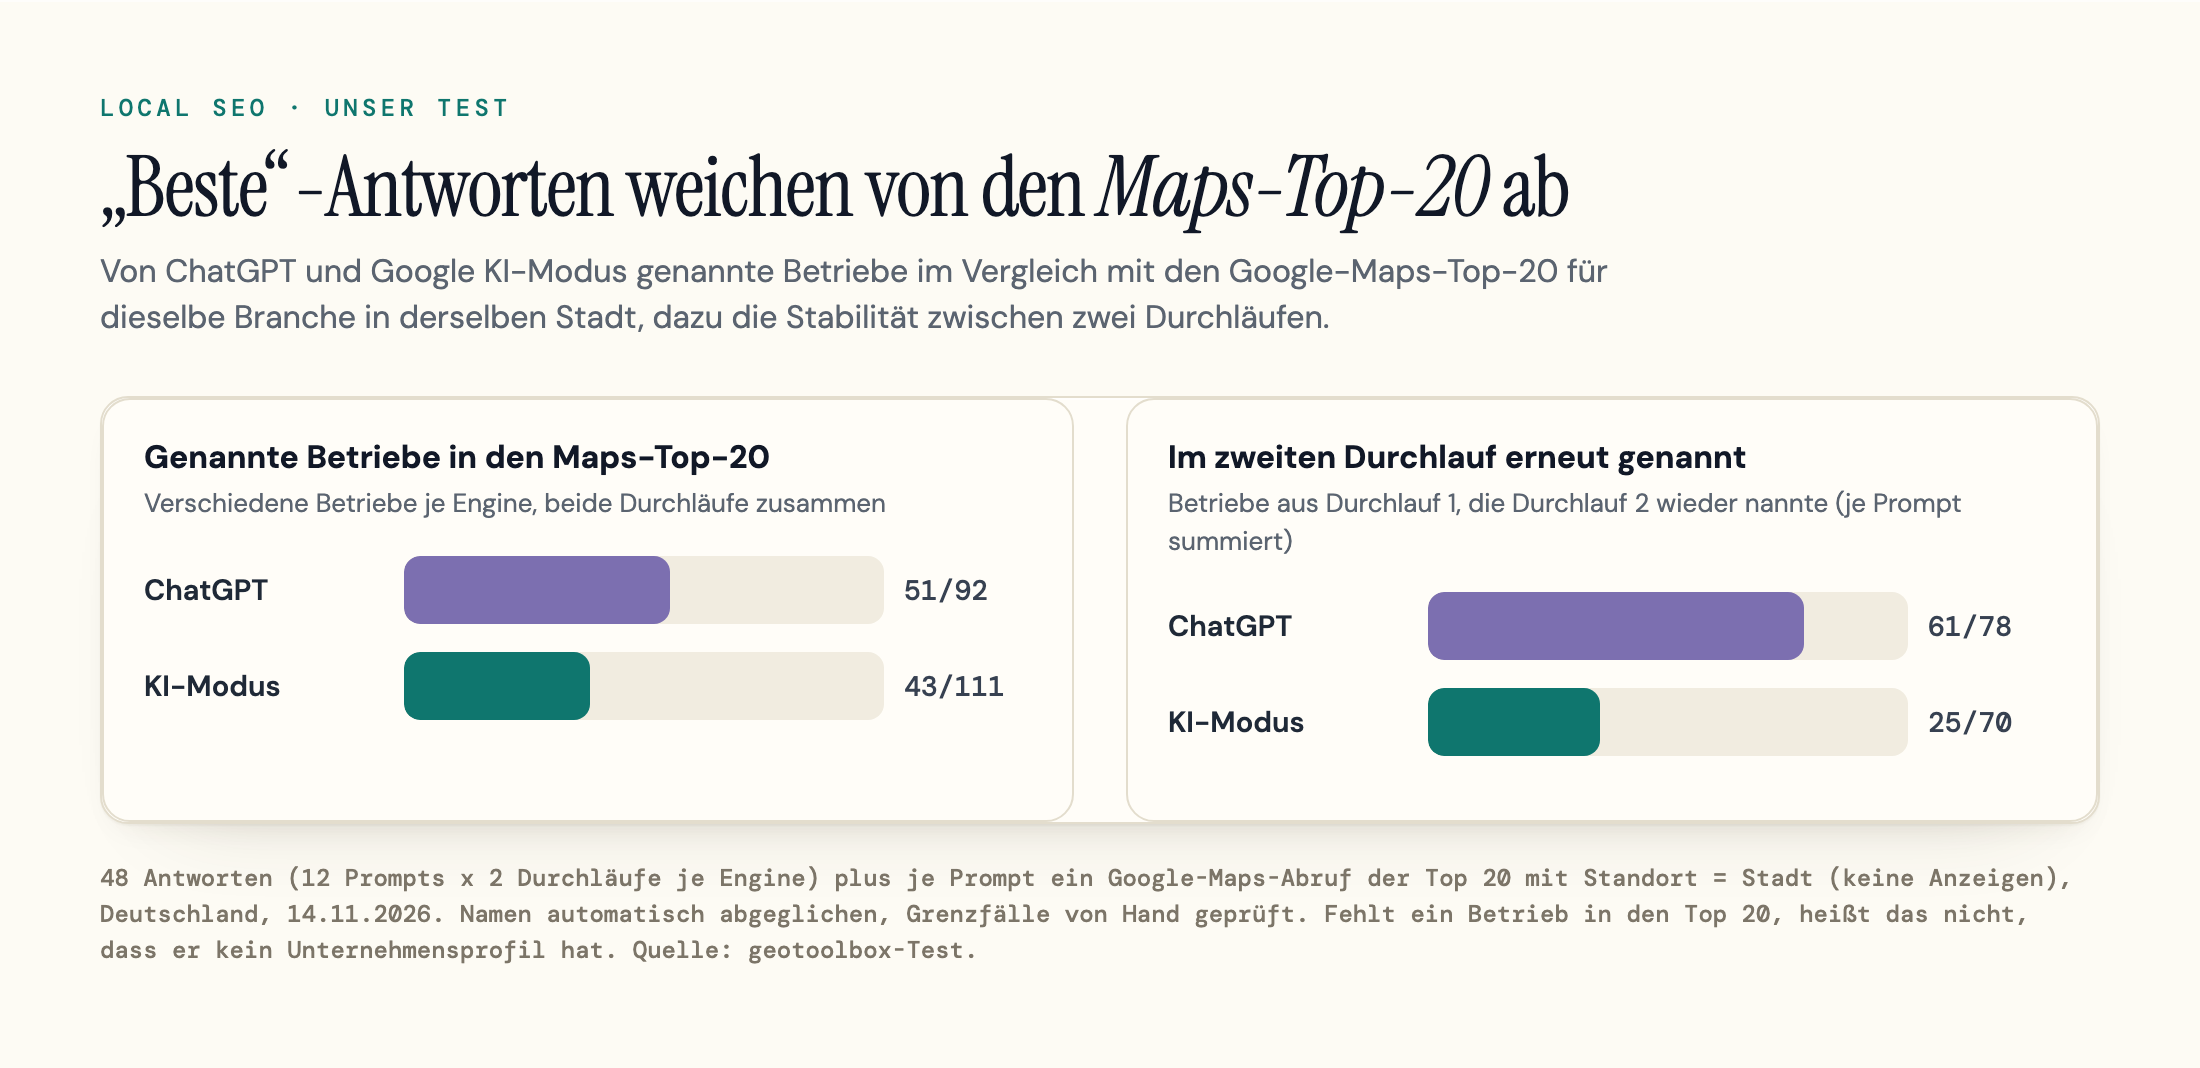 LOCAL SEO · UNSER TEST
„Beste“-Antworten weichen von den Maps-Top-20 ab
Von ChatGPT und Google KI-Modus genannte Betriebe im Vergleich mit den Google-Maps-Top-20 für
dieselbe Branche in derselben Stadt, dazu die Stabilität zwischen zwei Durchläufen.
Genannte Betriebe in den Maps-Top-20
Verschiedene Betriebe je Engine, beide Durchläufe zusammen
ChatGPT 51/92
KI-Modus 43/111
Im zweiten Durchlauf erneut genannt
Betriebe aus Durchlauf 1, die Durchlauf 2 wieder nannte (je Prompt
summiert)
ChatGPT 61/78
KI-Modus 25/70
48 Antworten (12 Prompts x 2 Durchläufe je Engine) plus je Prompt ein Google-Maps-Abruf der Top 20 mit Standort = Stadt (keine Anzeigen),
Deutschland, 14.11.2026. Namen automatisch abgeglichen, Grenzfälle von Hand geprüft. Fehlt ein Betrieb in den Top 20, heißt das nicht,
dass er kein Unternehmensprofil hat. Quelle: geotoolbox-Test.